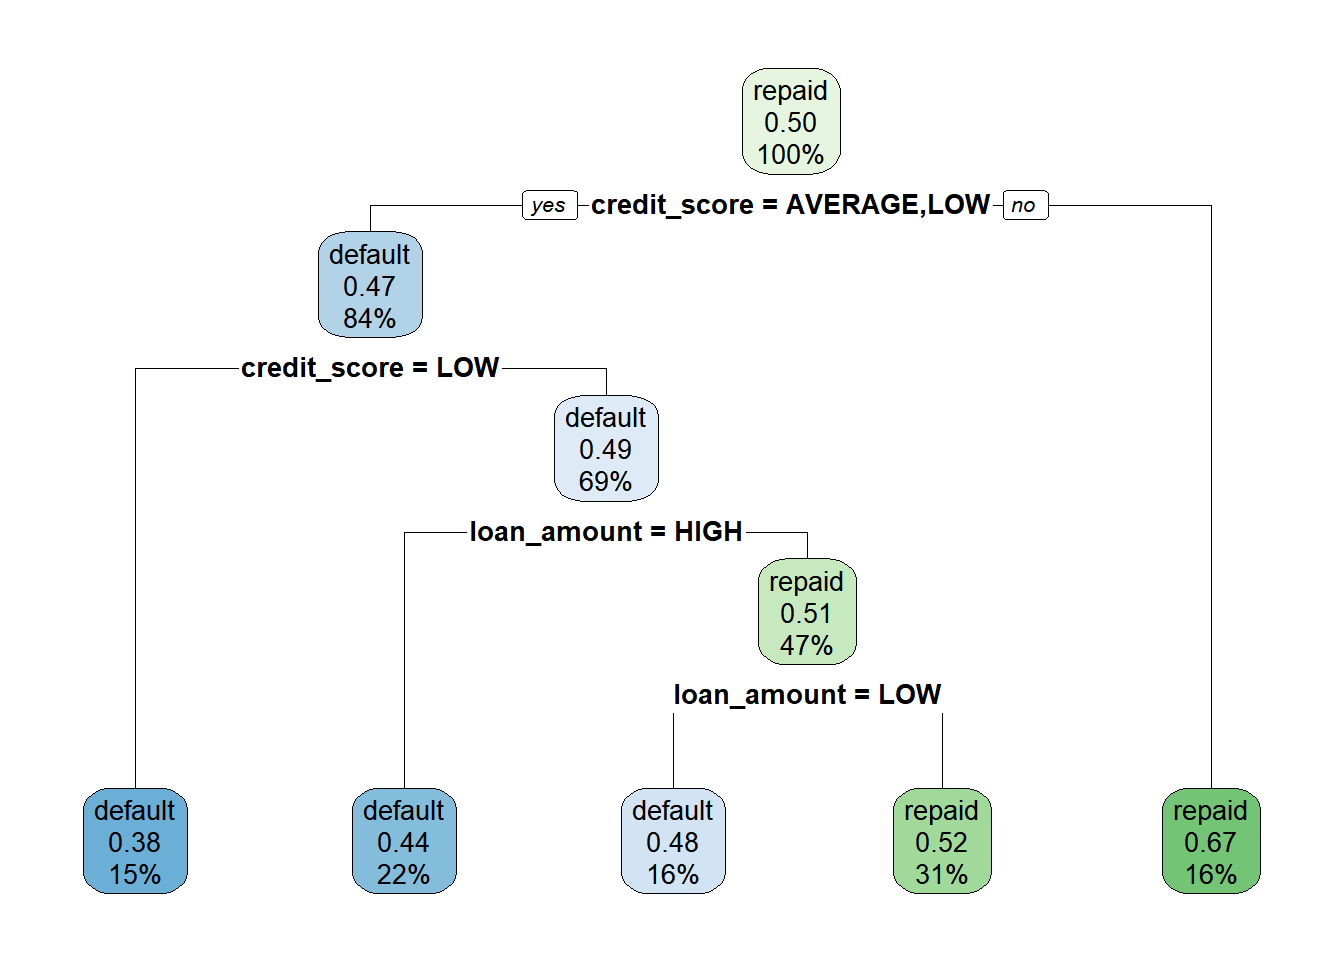 repaid
0.50
100%
yes credit_score = AVERAGE,LOW no
default
0.47
84%
credit_score = LOW
default
0.49
69%
loan_amount = HIGH
repaid
0.51
47%
loan_amount = LOW
default
0.38
15%
default
0.44
22%
default
0.48
16%
repaid
0.52
31%
repaid
0.67
16%